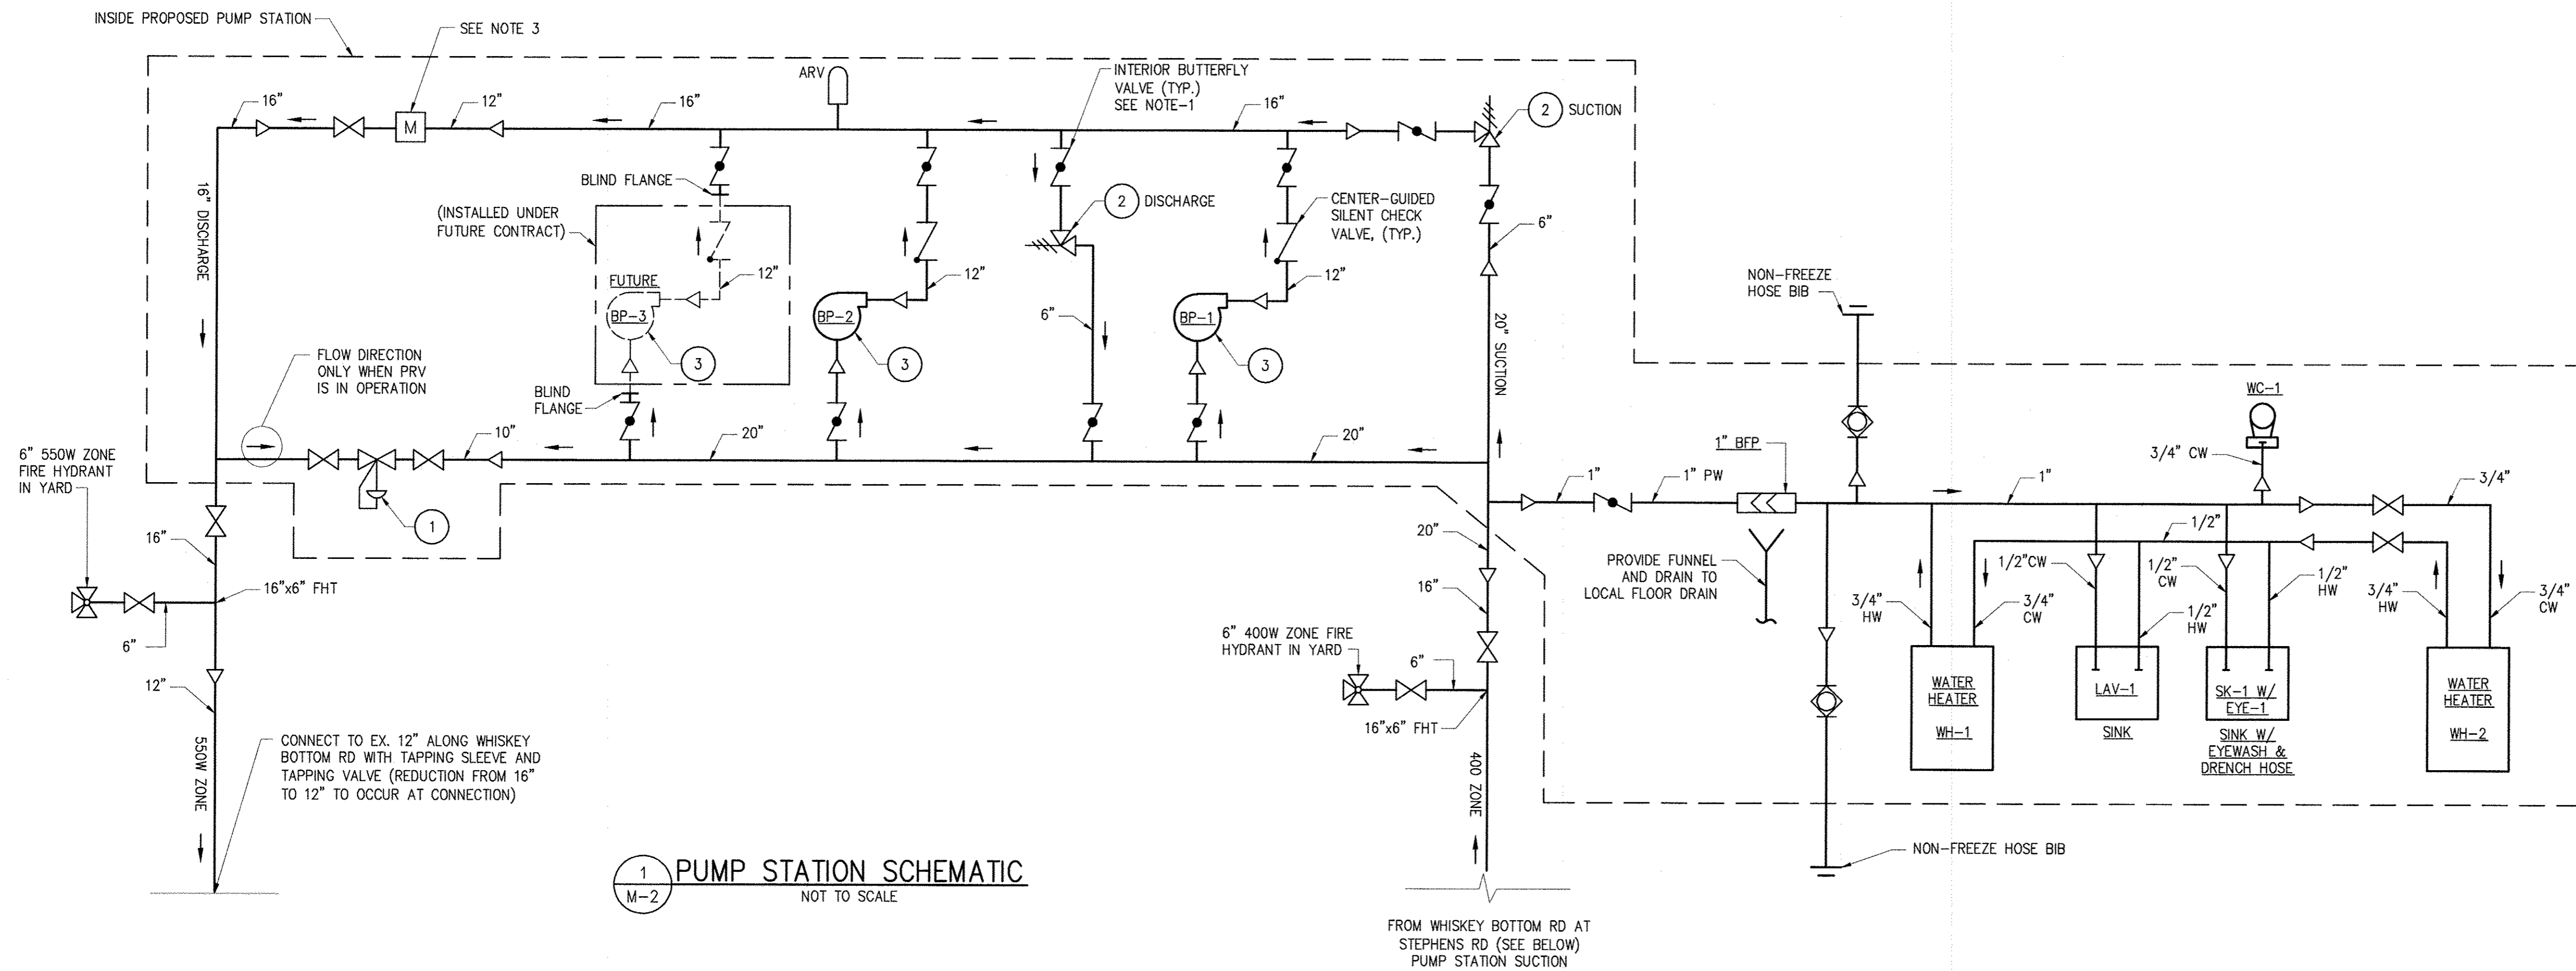 INSIDE PROPOSED PUMP STATION
SEE NOTE 3
16"
M
12"
16"
ARV
INTERIOR BUTTERFLY
VALVE (TYP.)
SEE NOTE-1
16"
2
SUCTION
16" DISCHARGE
BLIND FLANGE
(INSTALLED UNDER
FUTURE CONTRACT)
2
DISCHARGE
CENTER-GUIDED
SILENT CHECK
VALVE, (TYP.)
6"
FUTURE
12"
12"
12"
BP-3
BP-2
BP-1
6"
3
3
3
20" SUCTION
NON-FREEZE
HOSE BIB
FLOW DIRECTION
ONLY WHEN PRV
IS IN OPERATION
BLIND
FLANGE
10"
20"
20"
6" 550W ZONE
FIRE HYDRANT
IN YARD
1
16"
16"x6" FHT
6"
12"
550W ZONE
CONNECT TO EX. 12" ALONG WHISKEY
BOTTOM RD WITH TAPPING SLEEVE AND
TAPPING VALVE (REDUCTION FROM 16"
TO 12" TO OCCUR AT CONNECTION)
1"
1" PW
1" BFP
WC-1
3/4" CW
1"
3/4"
20"
16"
PROVIDE FUNNEL
AND DRAIN TO
LOCAL FLOOR DRAIN
1/2"
1/2"CW
1/2"
CW
1/2"
HW
3/4"
HW
3/4"
CW
1/2"
HW
3/4"
HW
3/4"
CW
6" 400W ZONE FIRE
HYDRANT IN YARD
6"
16"x6" FHT
400 ZONE
WATER
HEATER
WH-1
LAV-1
SINK
SK-1 W/
EYE-1
SINK W/
EYEWASH &
DRENCH HOSE
WATER
HEATER
WH-2
NON-FREEZE HOSE BIB
1
M-2
PUMP STATION SCHEMATIC
NOT TO SCALE
FROM WHISKEY BOTTOM RD AT
STEPHENS RD (SEE BELOW)
PUMP STATION SUCTION